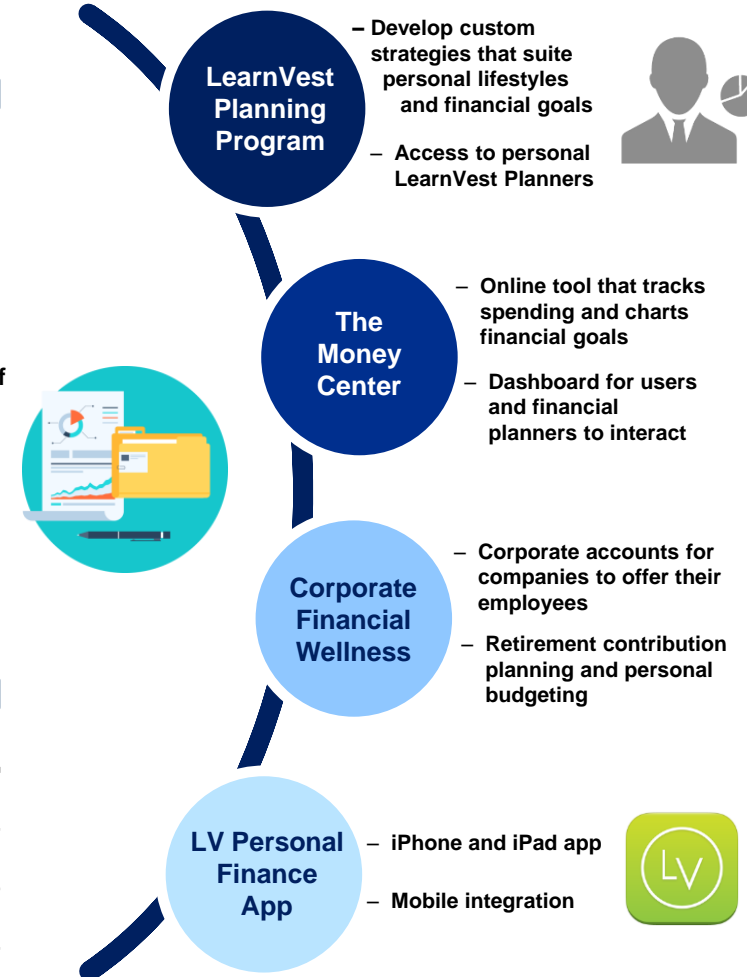 LearnVest
Planning
Program
– Develop custom
strategies that suite
personal lifestyles
and financial goals
– Access to personal
LearnVest Planners
The
Money
Center
– Online tool that tracks
spending and charts
financial goals
– Dashboard for users
and financial
planners to interact
f
Corporate
Financial
Wellness
– Corporate accounts for
companies to offer their
employees
– Retirement contribution
planning and personal
budgeting
LV Personal
Finance
App
– iPhone and iPad app
– Mobile integration
LV